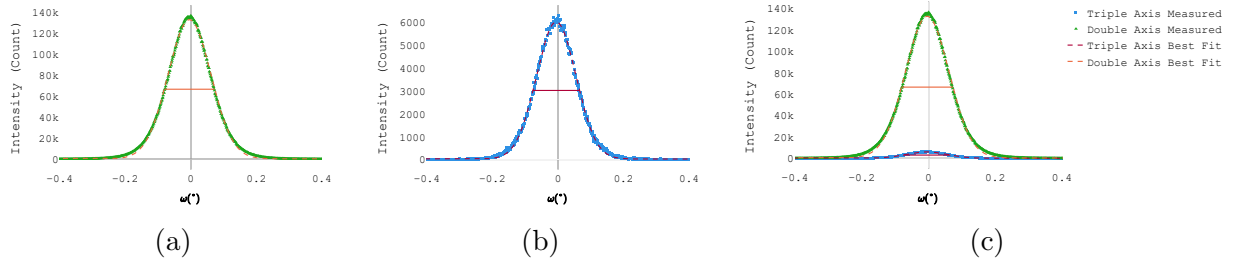 Intensity (Count)
140k
120k
100k
80k
60k
40k
20k
0
−0.4
−0.2
0
0.2
0.4
ω(°)
(a)
Intensity (Count)
6000
5000
4000
3000
2000
1000
0
−0.4
−0.2
0
0.2
0.4
ω(°)
(b)
Intensity (Count)
140k
120k
100k
80k
60k
40k
20k
0
−0.4
−0.2
0
0.2
0.4
ω(°)
(c)
Triple Axis Measured
Double Axis Measured
Triple Axis Best Fit
Double Axis Best Fit